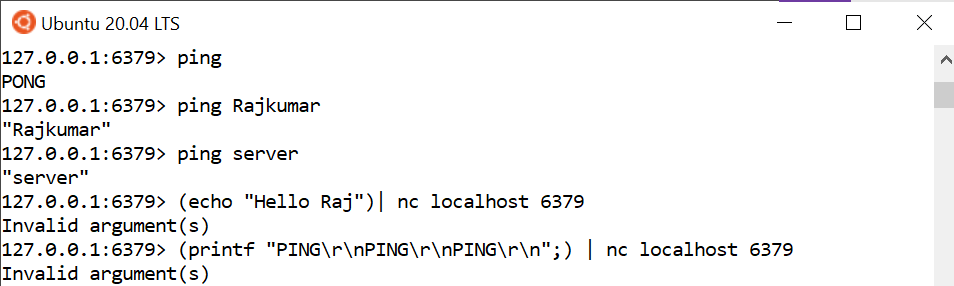 Ubuntu 20.04 LTS
127.0.0.1:6379> ping
PONG
127.0.0.1:6379> ping Rajkumar
"Rajkumar"
127.0.0.1:6379> ping server
"server"
127.0.0.1:6379> (echo "Hello Raj")| nc localhost 6379
Invalid argument(s)
127.0.0.1:6379> (printf "PING\r\nPING\r\nPING\r\n";) | nc localhost 6379
Invalid argument(s)